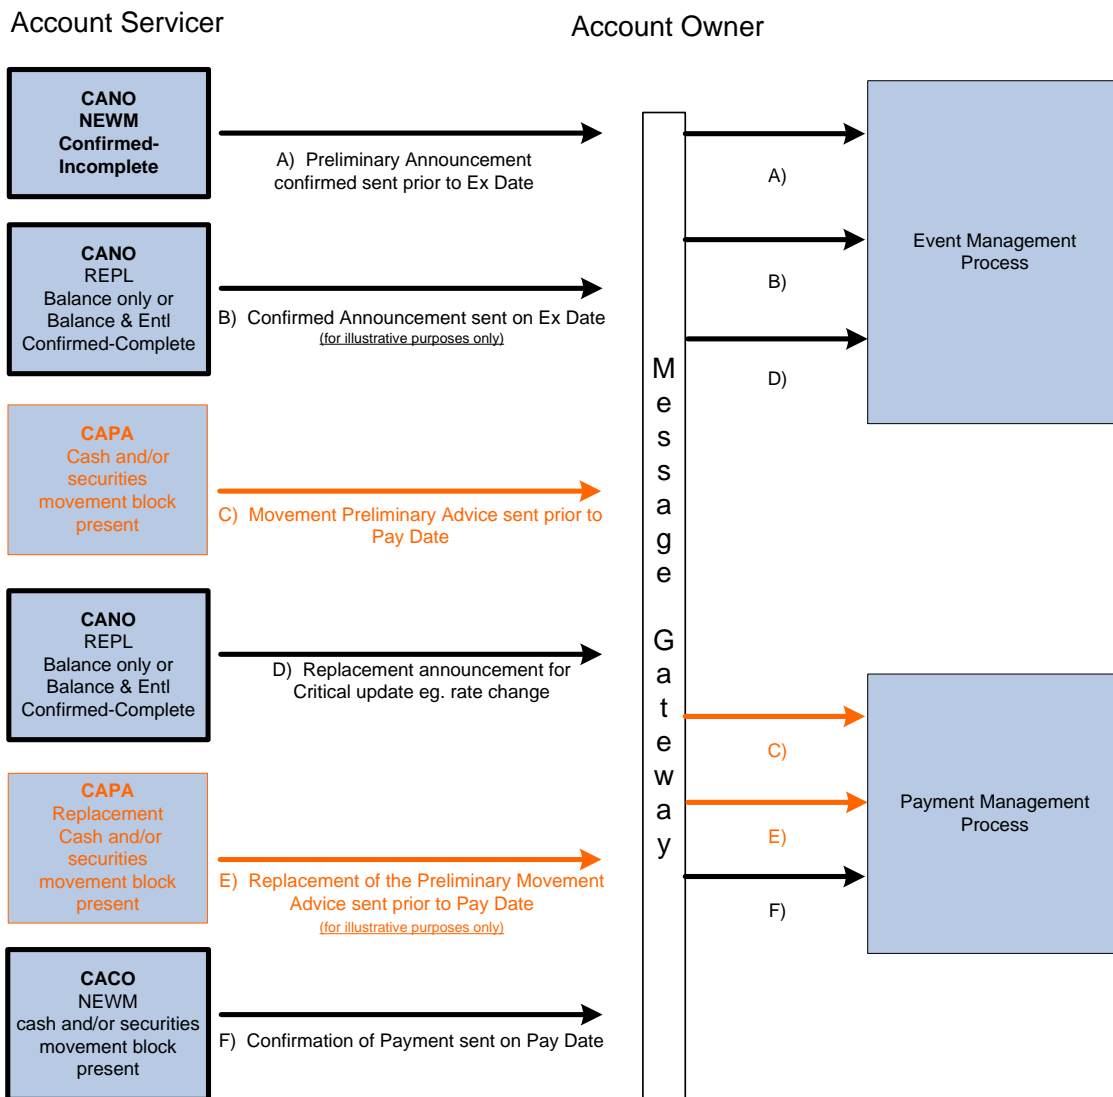 Account Servicer
Account Owner
CANO
NEWM
Confirmed-
Incomplete
A) Preliminary Announcement
confirmed sent prior to Ex Date
CANO
REPL
Balance only or
Balance & Entl
Confirmed-Complete
B) Confirmed Announcement sent on Ex Date
(for illustrative purposes only)
CAPA
Cash and/or
securities
movement block
present
C) Movement Preliminary Advice sent prior to
Pay Date
CANO
REPL
Balance only or
Balance & Entl
Confirmed-Complete
D) Replacement announcement for
Critical update eg. rate change
CAPA
Replacement
Cash and/or
securities
movement block
present
E) Replacement of the Preliminary Movement
Advice sent prior to Pay Date
(for illustrative purposes only)
CACO
NEWM
cash and/or securities
movement block
present
F) Confirmation of Payment sent on Pay Date
Message Gateway
A)
B)
D)
Event Management
Process
C)
E)
F)
Payment Management
Process